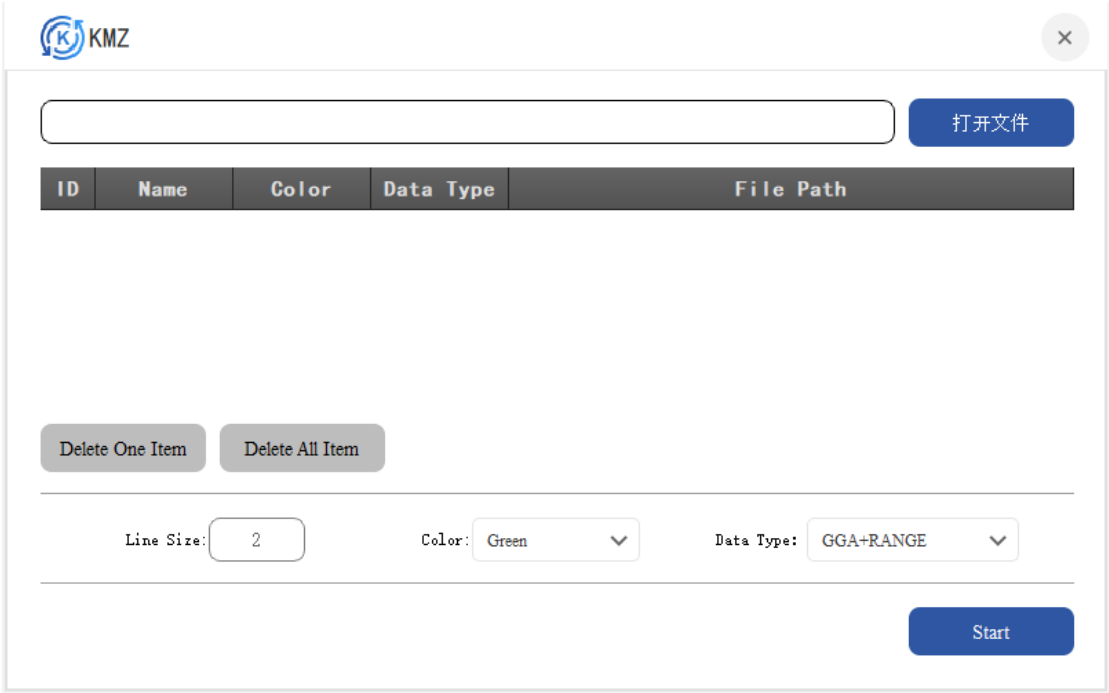 KMZ
打开文件
ID Name Color Data Type File Path
Delete One Item Delete All Item
Line Size: 2 Color: Green Data Type: GGA+RANGE
Start